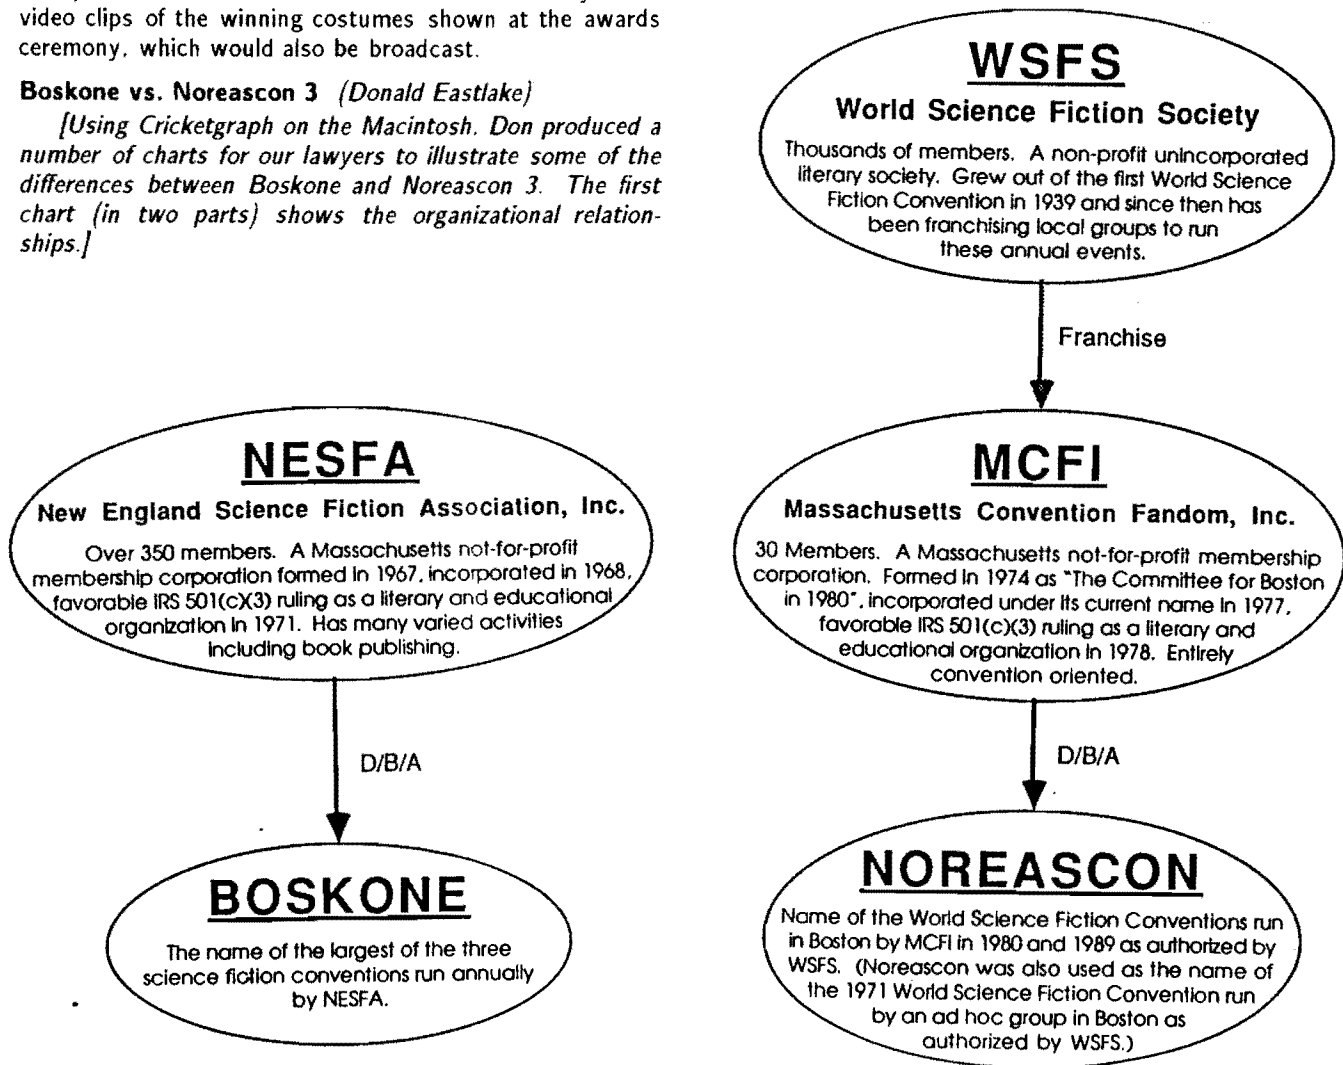 video clips of the winning costumes shown at the awards
ceremony, which would also be broadcast.
Boskone vs. Noreascon 3 (Donald Eastlake)
[Using Cricketgraph on the Macintosh. Don produced a
number of charts for our lawyers to illustrate some of the
differences between Boskone and Noreascon 3. The first
chart (in two parts) shows the organizational relation-
ships.]
NESFA
New England Science Fiction Association, Inc.
Over 350 members. A Massachusetts not-for-profit
membership corporation formed in 1967, incorporated in 1968,
favorable IRS 501(c)(3) ruling as a literary and educational
organization in 1971. Has many varied activities
including book publishing.
D/B/A
BOSKONE
The name of the largest of the three
science fiction conventions run annually
by NESFA.
WSFS
World Science Fiction Society
Thousands of members. A non-profit unincorporated
literary society. Grew out of the first World Science
Fiction Convention in 1939 and since then has
been franchising local groups to run
these annual events.
Franchise
MCFI
Massachusetts Convention Fandom, Inc.
30 Members. A Massachusetts not-for-profit membership
corporation. Formed in 1974 as "The Committee for Boston
in 1980", incorporated under its current name in 1977,
favorable IRS 501(c)(3) ruling as a literary and
educational organization in 1978. Entirely
convention oriented.
D/B/A
NOREASCON
Name of the World Science Fiction Conventions run
in Boston by MCFI in 1980 and 1989 as authorized by
WSFS. (Noreascon was also used as the name of
the 1971 World Science Fiction Convention run
by an ad hoc group in Boston as
authorized by WSFS.)